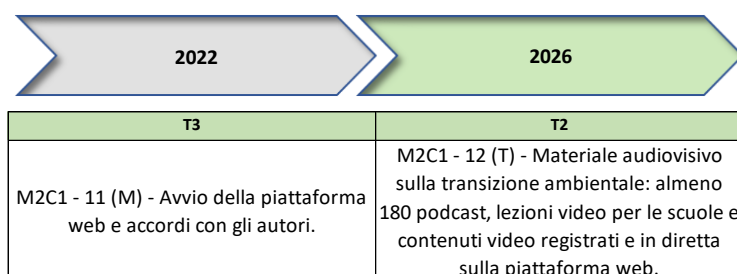 2022
2026
T3
T2
M2C1 - 11 (M) - Avvio della piattaforma
web e accordi con gli autori.
M2C1 - 12 (T) - Materiale audiovisivo
sulla transizione ambientale: almeno
180 podcast, lezioni video per le scuole e
contenuti video registrati e in diretta
sulla piattaforma web.